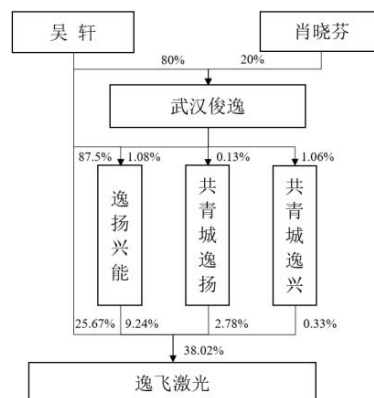 吴 轩
肖晓芬
80%
20%
武汉俊逸
87.5%
1.08%
0.13%
1.06%
逸扬兴能
共青城逸扬
共青城逸兴
25.67%
9.24%
2.78%
0.33%
38.02%
逸飞激光